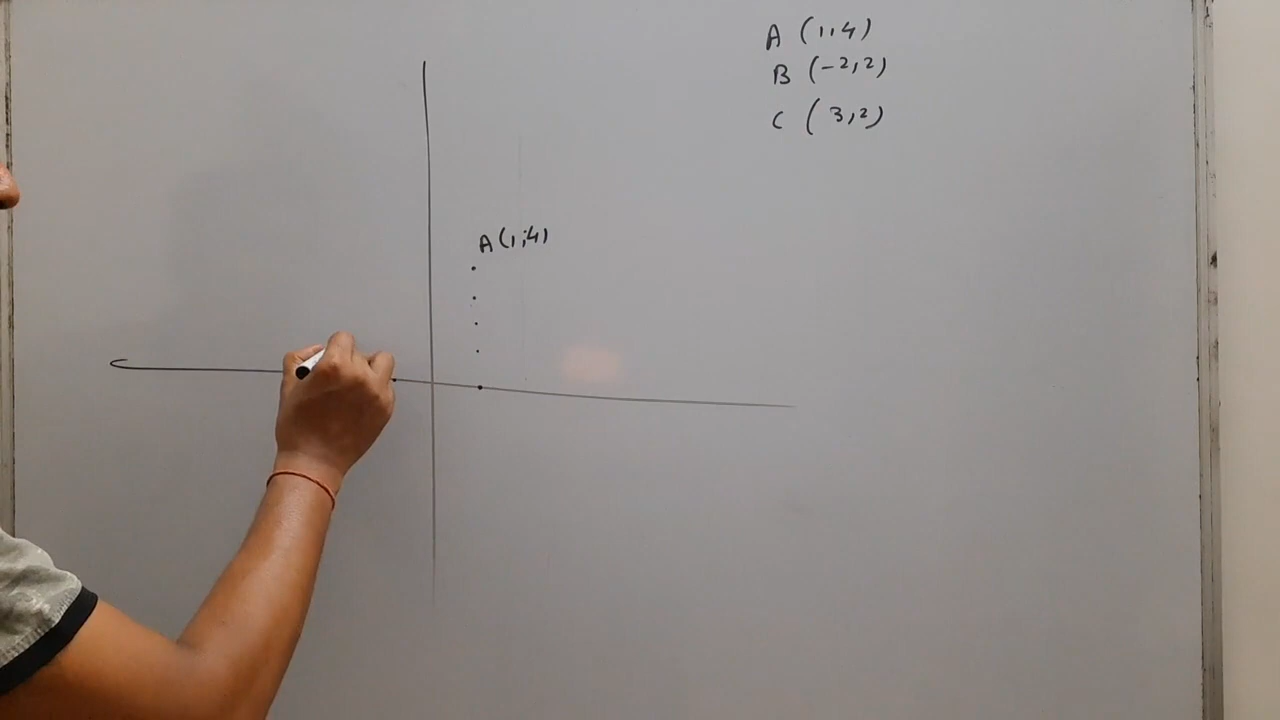 A (1,4)
B (-2,2)
C (3,2)
A (1,4)